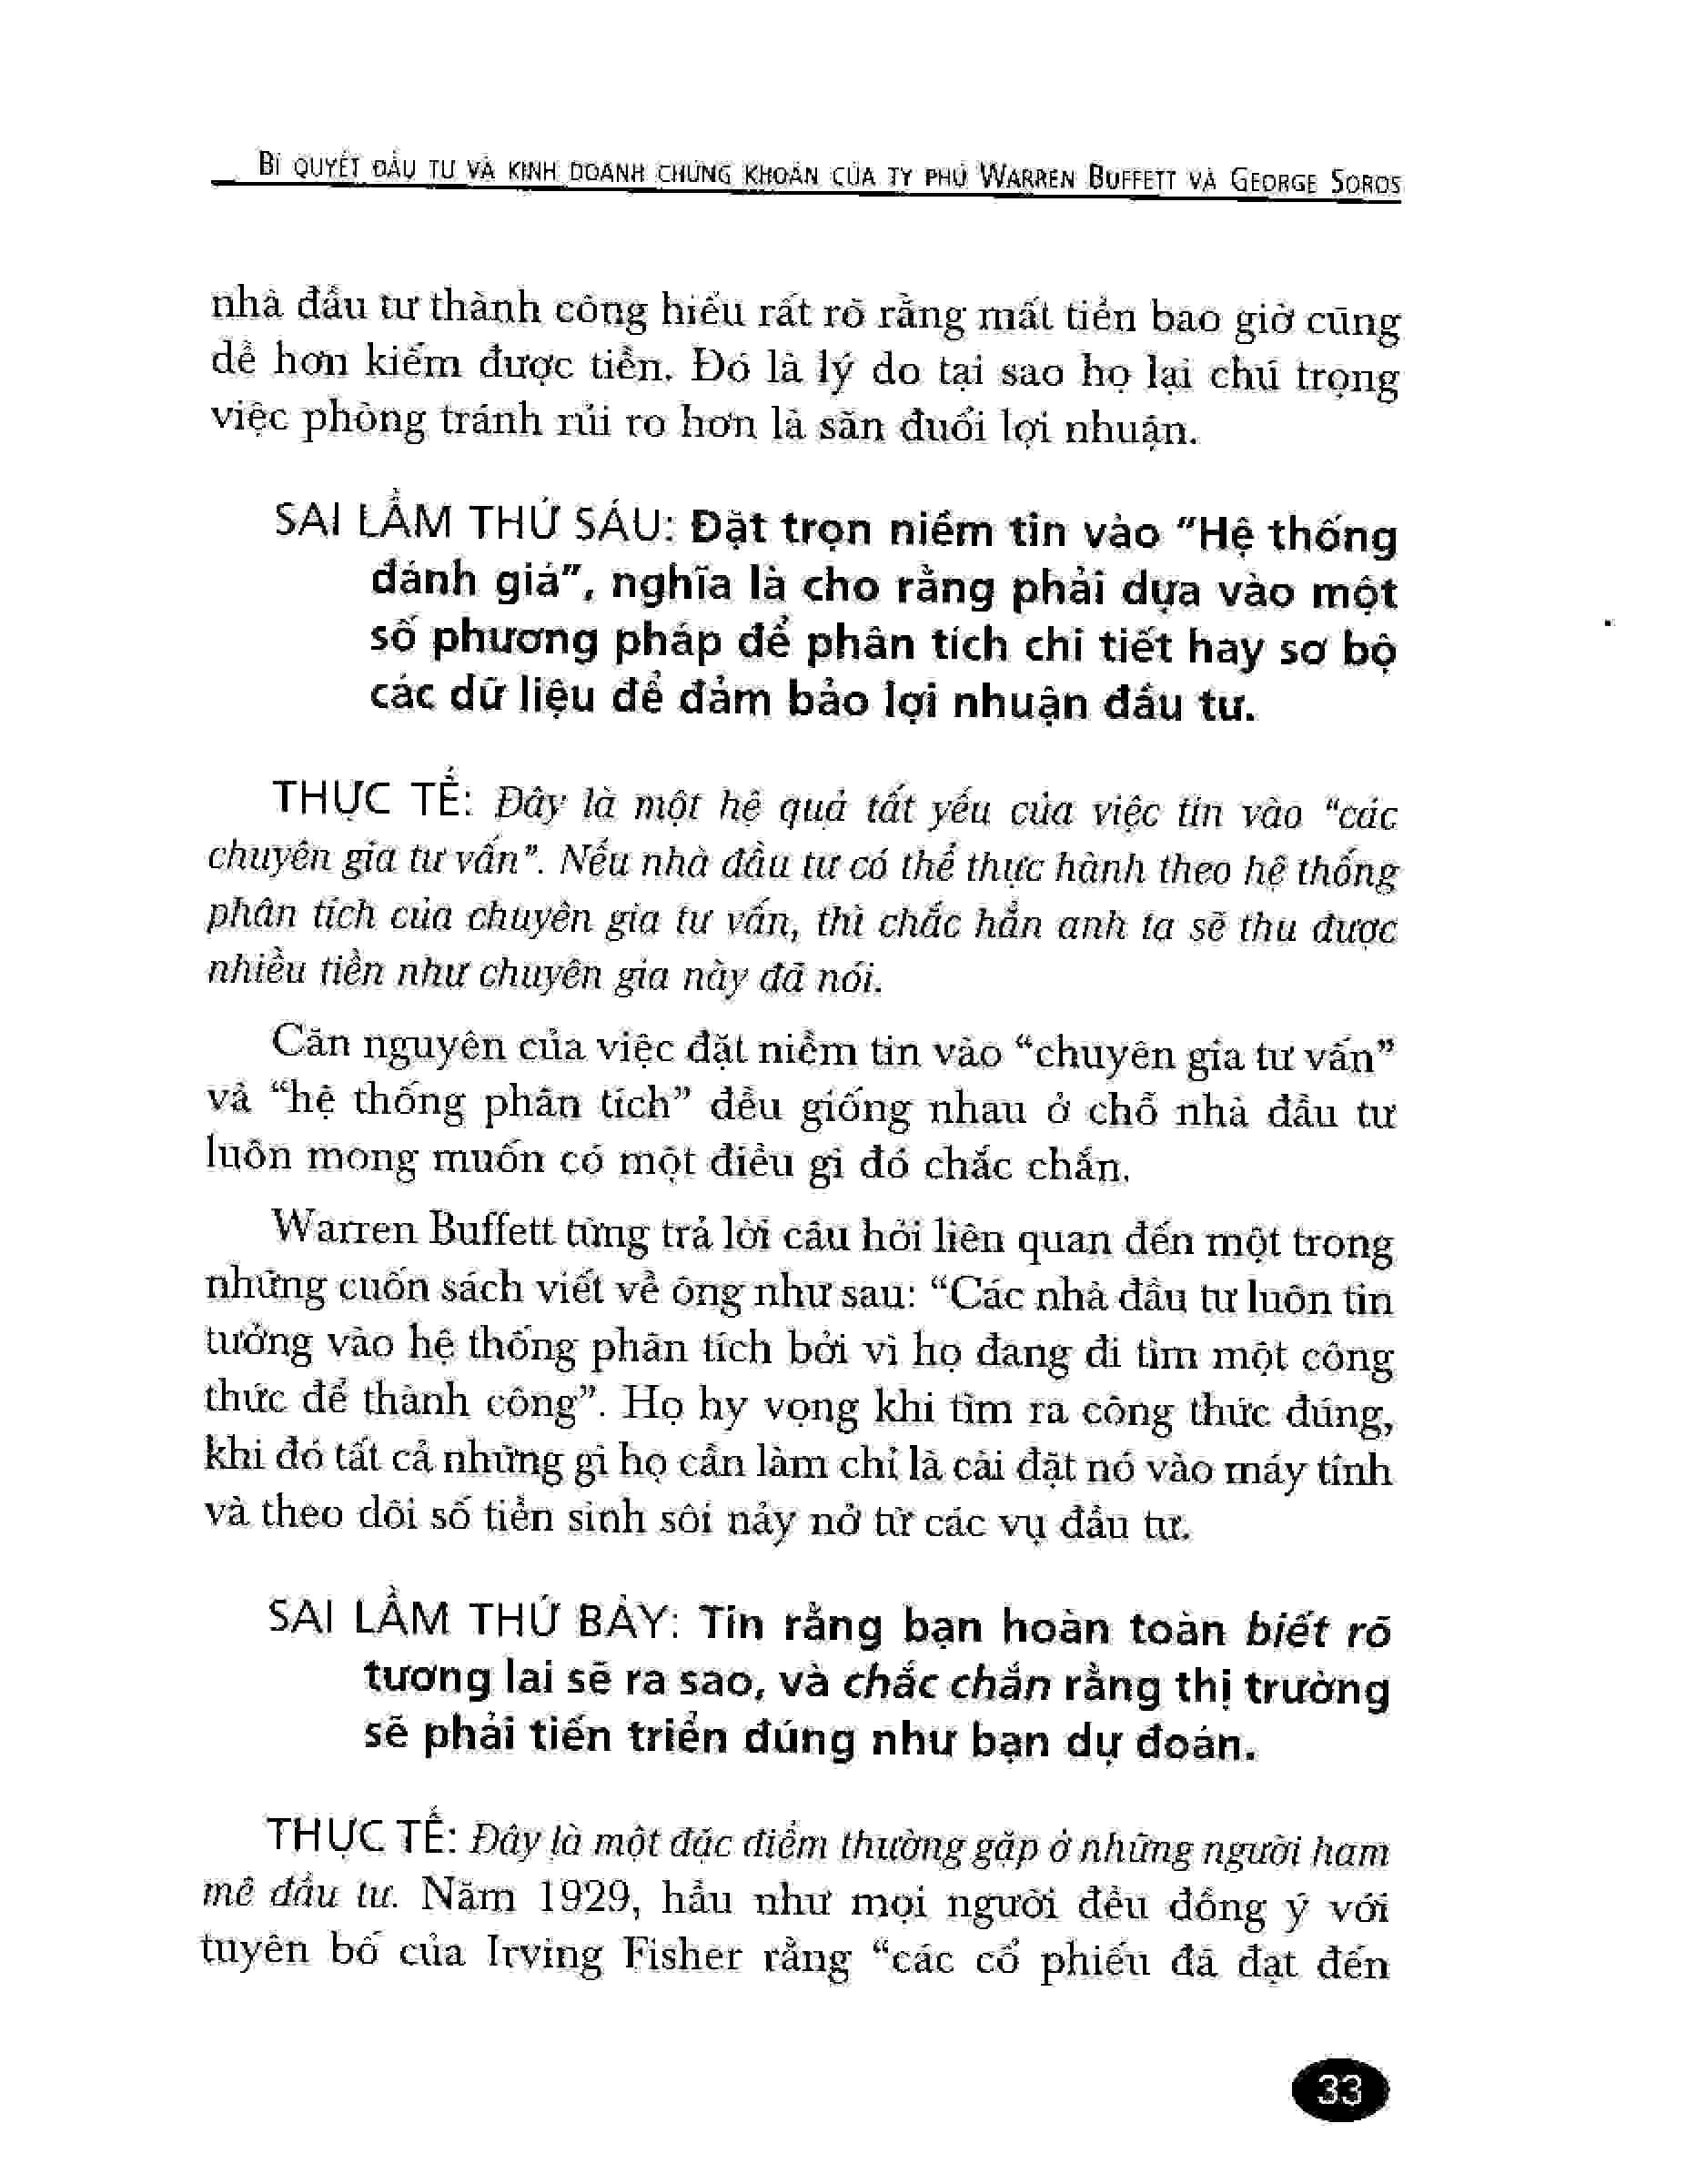 BÍ QUYẾT ĐẦU TƯ VÀ KINH DOANH CHỨNG KHOÁN CỦA TỶ PHÚ WARREN BUFFETT VÀ GEORGE SOROS
nhà đầu tư thành công hiểu rất rõ rằng mất tiền bao giờ cũng
dễ hơn kiếm được tiền. Đó là lý do tại sao họ lại chú trọng
việc phòng tránh rủi ro hơn là săn đuổi lợi nhuận.
SAI LẦM THỨ SÁU: Đặt trọn niềm tin vào "Hệ thống
đánh giá", nghĩa là cho rằng phải dựa vào một
số phương pháp để phân tích chi tiết hay sơ bộ
các dữ liệu để đảm bảo lợi nhuận đầu tư.
THỰC TẾ: Đây là một hệ quả tất yếu của việc tin vào "các
chuyên gia tư vấn". Nếu nhà đầu tư có thể thực hành theo hệ thống
phân tích của chuyên gia tư vấn, thì chắc hẳn anh ta sẽ thu được
nhiều tiền như chuyên gia này đã nói.
Căn nguyên của việc đặt niềm tin vào "chuyên gia tư vấn"
và "hệ thống phân tích" đều giống nhau ở chỗ nhà đầu tư
luôn mong muốn có một điều gì đó chắc chắn.
Warren Buffett từng trả lời câu hỏi liên quan đến một trong
những cuốn sách viết về ông như sau: "Các nhà đầu tư luôn tin
tưởng vào hệ thống phân tích bởi vì họ đang đi tìm một công
thức để thành công". Họ hy vọng khi tìm ra công thức đúng,
khi đó tất cả những gì họ cần làm chỉ là cài đặt nó vào máy tính
và theo dõi số tiền sinh sôi nảy nở từ các vụ đầu tư.
SAI LẦM THỨ BẢY: Tin rằng bạn hoàn toàn biết rõ
tương lai sẽ ra sao, và chắc chắn rằng thị trường
sẽ phải tiến triển đúng như bạn dự đoán.
THỰC TẾ: Đây là một đặc điểm thường gặp ở những người ham
mê đầu tư. Năm 1929, hầu như mọi người đều đồng ý với
tuyên bố của Irving Fisher rằng "các cổ phiếu đã đạt đến
33